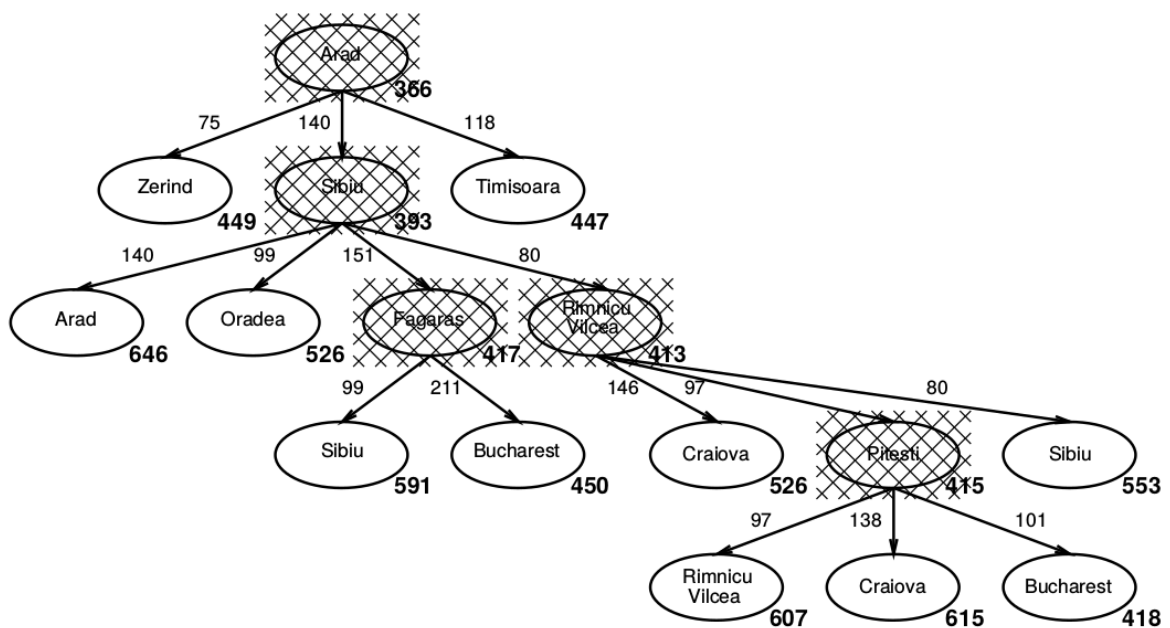 Arad
366
75 140 118
Zerind Sibiu Timisoara
449 393 447
140 99 151 80
Arad Oradea Fagaras Rimnicu
Vilcea
646 526 417 413
99 211 146 97 80
Sibiu Bucharest Craiova Pitesti Sibiu
591 450 526 415 553
97 138 101
Rimnicu
Vilcea Craiova Bucharest
607 615 418